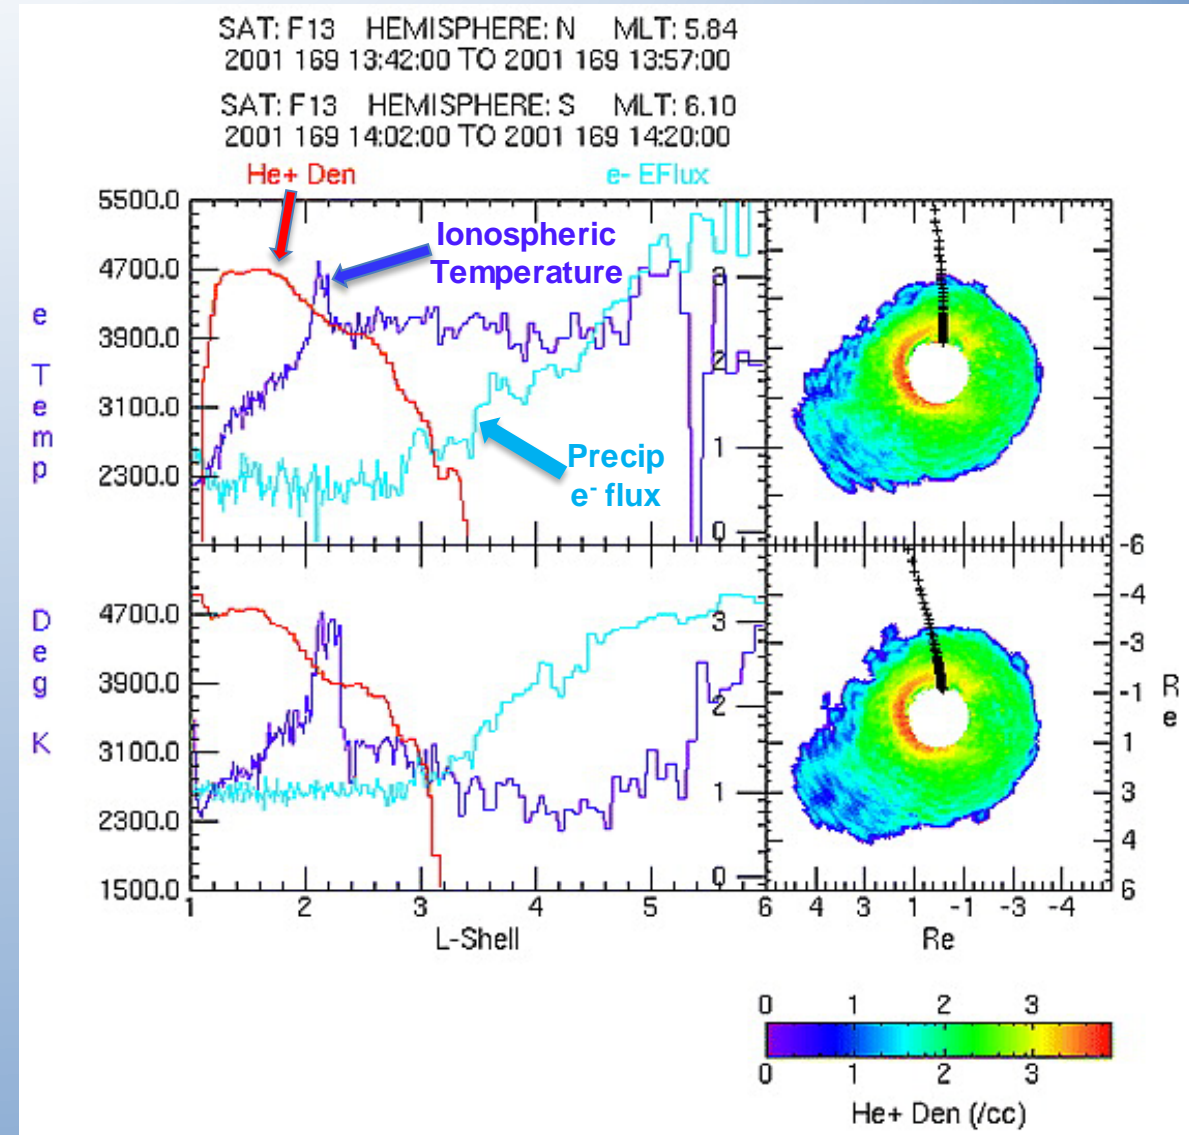 SAT: F13 HEMISPHERE: N MLT: 5.84
2001 169 13:42:00 TO 2001 169 13:57:00
SAT: F13 HEMISPHERE: S MLT: 6.10
2001 169 14:02:00 TO 2001 169 14:20:00
He+ Den
e- EFlux
5500.0
4700.0
3900.0
3100.0
2300.0
Ionospheric
Temperature
Precip
e- flux
3
2
1
0
e Temp
4700.0
3900.0
3100.0
2300.0
1500.0
3
2
1
0
Deg K
1 2 3 4 5 6
L-Shell
-6
-4
-3
-1
1
3
4
6
Re
4 3 1 -1 -3 -4
Re
0 1 2 3
0 1 2 3
He+ Den (/cc)